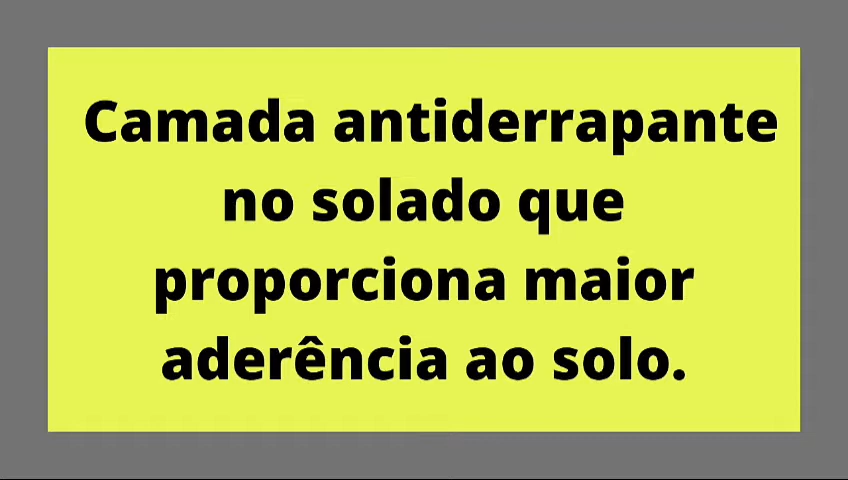 Camada antiderrapante
no solado que
proporciona maior
aderência ao solo.